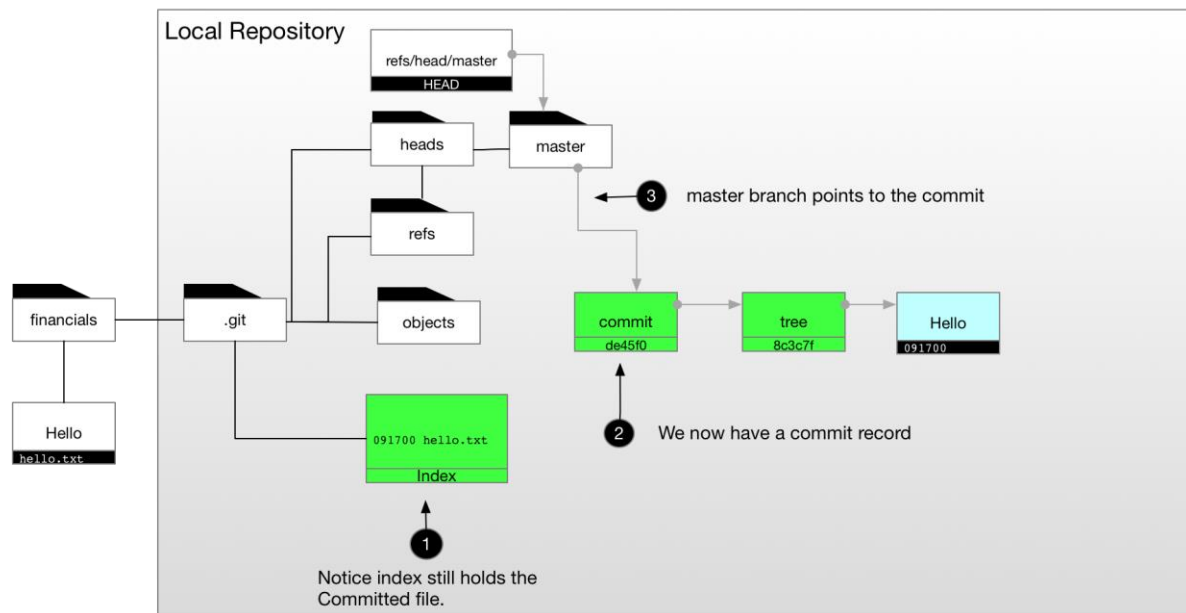 Local Repository
refs/head/master
HEAD
heads
master
3
master branch points to the commit
refs
financials
.git
objects
commit
de45f0
tree
8c3c7f
Hello
091700
Hello
hello.txt
091700 hello.txt
Index
2
We now have a commit record
1
Notice index still holds the
Committed file.